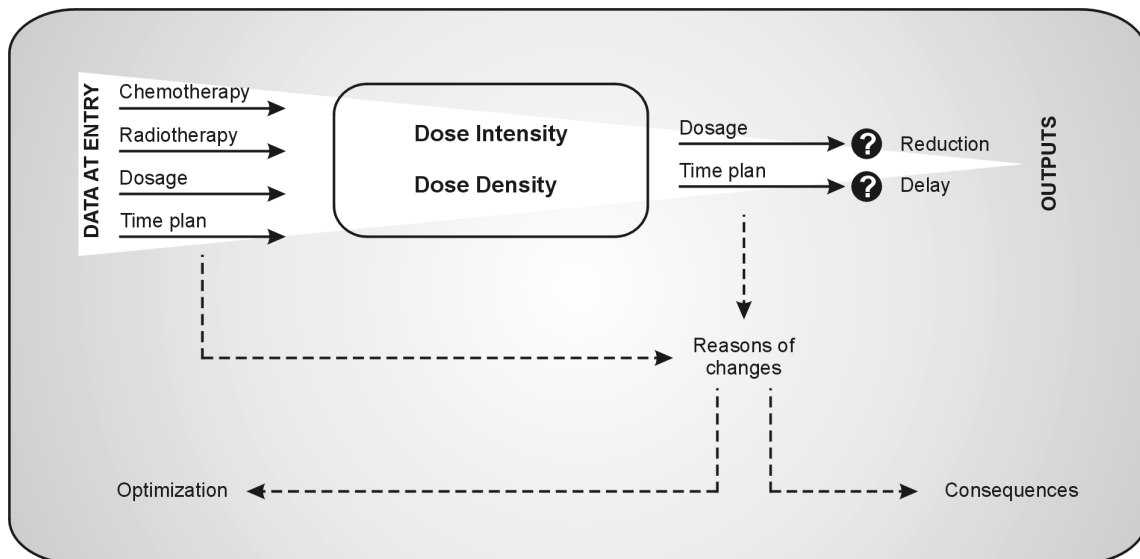 DATA AT ENTRY
Chemotherapy
Radiotherapy
Dosage
Time plan
Dose Intensity
Dose Density
Dosage
Time plan
? Reduction
? Delay
OUTPUTS
Reasons of
changes
Optimization
Consequences